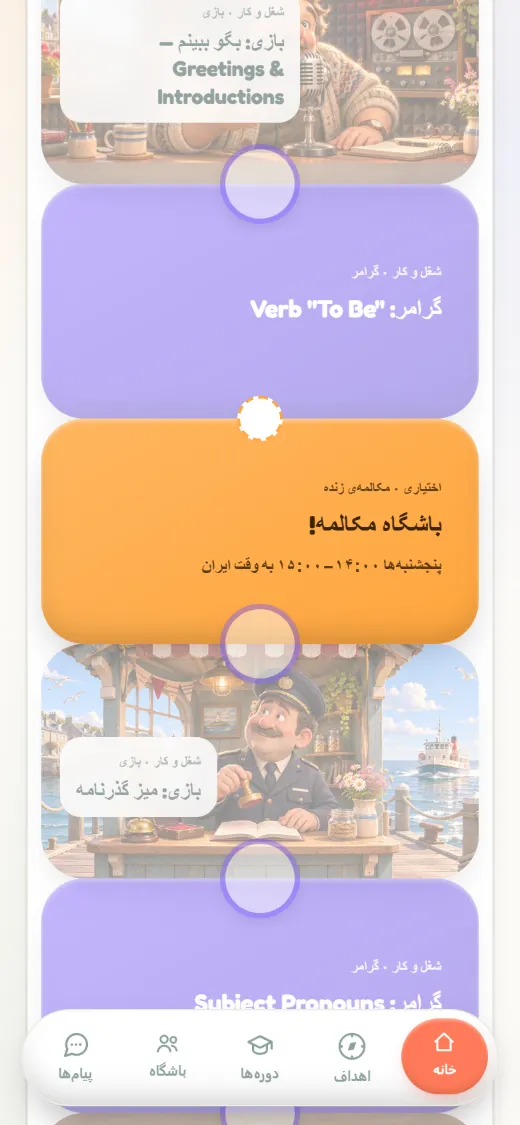 شغل و کار · بازی
بازی: بگو ببینم –
Greetings &
Introductions
شغل و کار · گرامر
گرامر: Verb "To Be"
اختیاری · مکالمه‌ی زنده
باشگاه مکالمه!
پنجشنبه‌ها ۱۴:۰۰–۱۵:۰۰ به وقت ایران
شغل و کار · بازی
بازی: میز گذرنامه
شغل و کار · گرامر
گرامر: Subject Pronouns
خانه
اهداف
دوره‌ها
باشگاه
پیام‌ها